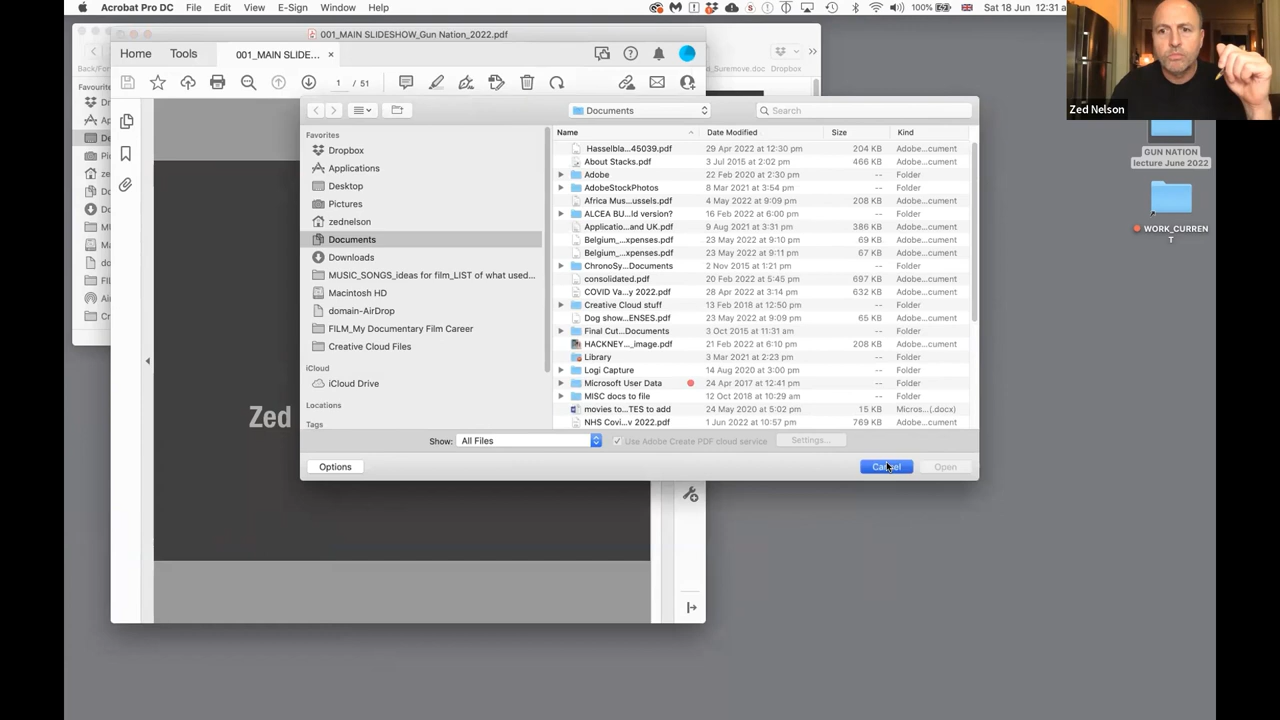 Acrobat Pro DC File Edit View E-Sign Window Help 100% Sat 18 Jun 12:31 a
001_MAIN SLIDESHOW_Gun Nation_2022.pdf
Home Tools 001_MAIN SLIDE... ×
Back/For
d_Suremove.doc Dropbox
1 / 51
Favourite
Documents
Search
Favorites
Dropbox
Applications
Desktop
Pictures
zednelson
Documents
Downloads
MUSIC_SONGS_ideas for film_LIST of what used...
Macintosh HD
domain-AirDrop
FILM_My Documentary Film Career
Creative Cloud Files
iCloud
iCloud Drive
Locations
Tags
Name Date Modified Size Kind
Hasselbla...45039.pdf 29 Apr 2022 at 12:30 pm 204 KB Adobe...cument
About Stacks.pdf 3 Jul 2015 at 2:02 pm 466 KB Adobe...cument
Adobe 22 Feb 2020 at 2:30 pm -- Folder
AdobeStockPhotos 8 Mar 2021 at 3:54 pm -- Folder
Africa Mus...ussels.pdf 4 May 2022 at 9:09 pm 208 KB Adobe...cument
ALCEA BU...ld version? 16 Feb 2022 at 6:00 pm -- Folder
Applicatio...and UK.pdf 9 Aug 2021 at 3:31 pm 386 KB Adobe...cument
Belgium_...xpenses.pdf 23 May 2022 at 9:10 pm 69 KB Adobe...cument
Belgium_...xpenses.pdf 23 May 2022 at 9:11 pm 67 KB Adobe...cument
ChronoSy...Documents 2 Nov 2015 at 1:21 pm -- Folder
consolidated.pdf 20 Feb 2022 at 5:45 pm 697 KB Adobe...cument
COVID Va...y 2022.pdf 28 Apr 2022 at 3:14 pm 632 KB Adobe...cument
Creative Cloud stuff 13 Feb 2018 at 12:50 pm -- Folder
Dog show...ENSES.pdf 23 May 2022 at 9:09 pm 65 KB Adobe...cument
Final Cut...Documents 3 Oct 2015 at 11:31 am -- Folder
HACKNEY..._image.pdf 21 Feb 2022 at 6:10 pm 208 KB Adobe...cument
Library 3 Mar 2021 at 2:23 pm -- Folder
Logi Capture 14 Aug 2020 at 3:00 pm -- Folder
Microsoft User Data 24 Apr 2017 at 12:41 pm -- Folder
MISC docs to file 12 Oct 2018 at 10:29 am -- Folder
movies to...TES to add 24 May 2020 at 5:02 pm 15 KB Micros...(.docx)
NHS Covi...v 2022.pdf 1 Jun 2022 at 10:57 pm 769 KB Adobe...cument
Show: All Files Use Adobe Create PDF cloud service Settings...
Options Cancel Open
Zed
Zed Nelson
GUN NATION
lecture June 2022
WORK_CURREN
T